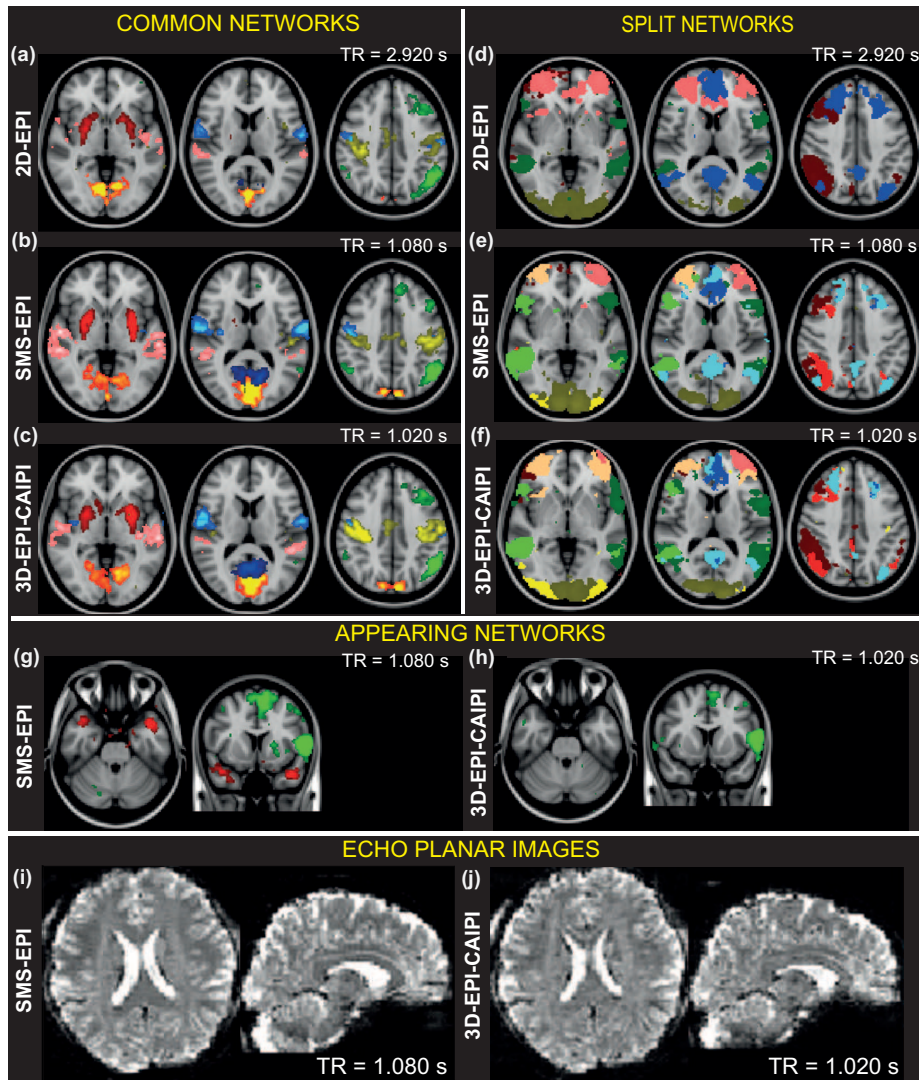 COMMON NETWORKS
SPLIT NETWORKS
(a)
TR = 2.920 s
2D-EPI
(d)
TR = 2.920 s
2D-EPI
(b)
TR = 1.080 s
SMS-EPI
(e)
TR = 1.080 s
SMS-EPI
(c)
TR = 1.020 s
3D-EPI-CAIPI
(f)
TR = 1.020 s
3D-EPI-CAIPI
APPEARING NETWORKS
(g)
TR = 1.080 s
SMS-EPI
(h)
TR = 1.020 s
3D-EPI-CAIPI
ECHO PLANAR IMAGES
(i)
SMS-EPI
TR = 1.080 s
(j)
3D-EPI-CAIPI
TR = 1.020 s